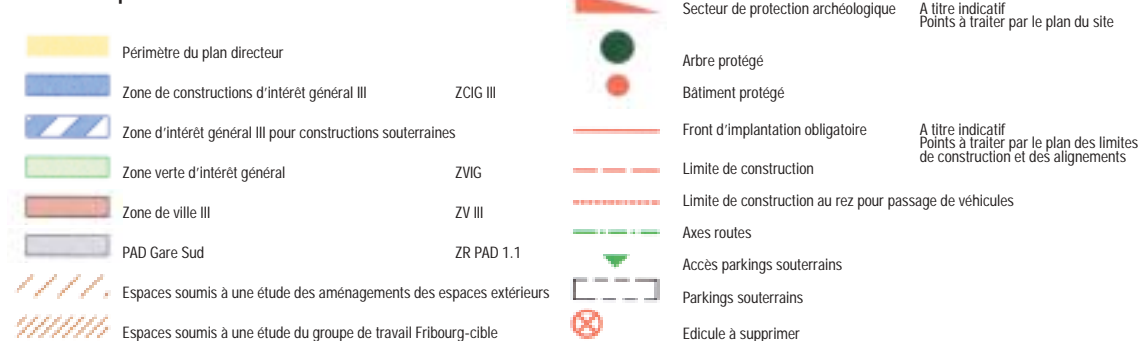 Périmètre du plan directeur
Zone de constructions d'intérêt général III ZCIG III
Zone d'intérêt général III pour constructions souterraines
Zone verte d'intérêt général ZVIG
Zone de ville III ZV III
PAD Gare Sud ZR PAD 1.1
Espaces soumis à une étude des aménagements des espaces extérieurs
Espaces soumis à une étude du groupe de travail Fribourg-cible
Secteur de protection archéologique A titre indicatif
Points à traiter par le plan du site
Arbre protégé
Bâtiment protégé
Front d'implantation obligatoire A titre indicatif
Points à traiter par le plan des limites
de construction et des alignements
Limite de construction
Limite de construction au rez pour passage de véhicules
Axes routes
Accès parkings souterrains
Parkings souterrains
Edicule à supprimer